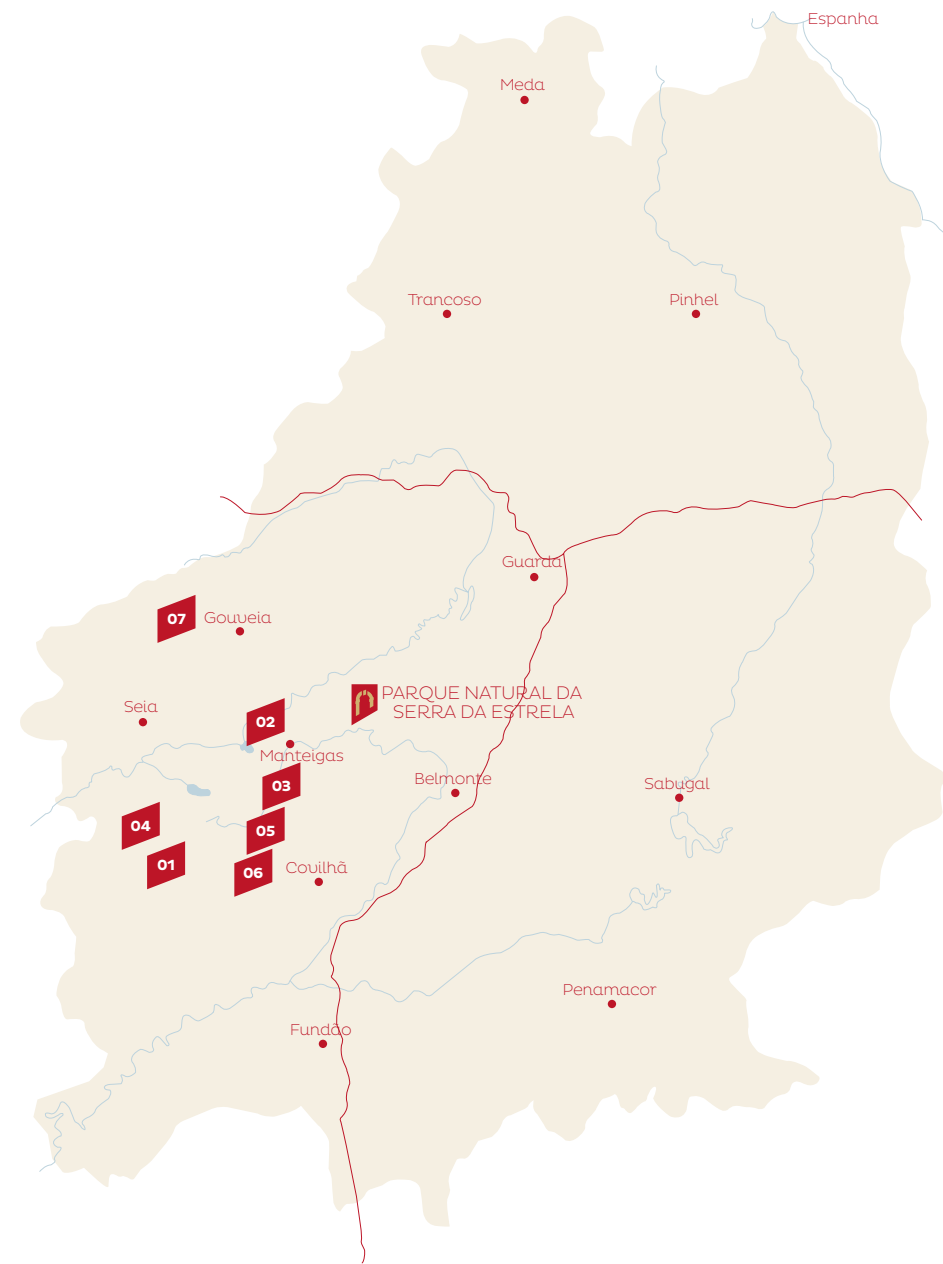 Espanha
Meda
Trancoso
Pinhel
Guarda
07
Gouveia
PARQUE NATURAL DA
SERRA DA ESTRELA
Seia
02
Manteigas
03
Belmonte
Sabugal
04
05
01
06
Covilhã
Penamacor
Fundão